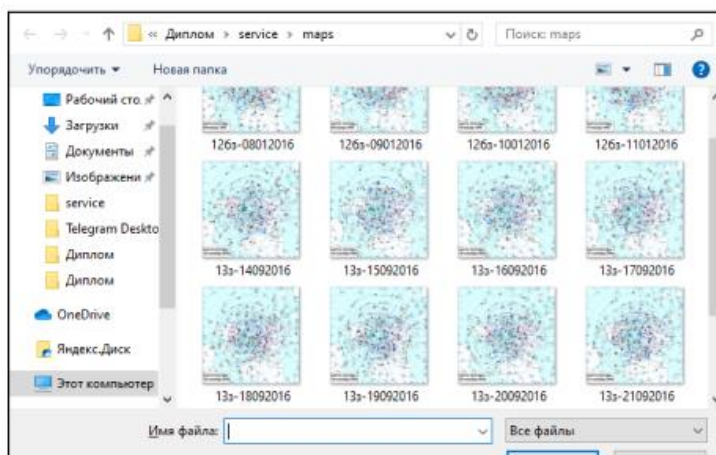 « Диплом › service › maps
Поиск: maps
Упорядочить
Новая папка
Рабочий сто.
Загрузки
Документы
Изображени
service
Telegram Deskto
Диплом
Диплом
OneDrive
Яндекс.Диск
Этот компьютер
126з-08012016 126з-09012016 126з-10012016 126з-11012016
13з-14092016 13з-15092016 13з-16092016 13з-17092016
13з-18092016 13з-19092016 13з-20092016 13з-21092016
Имя файла:
Все файлы